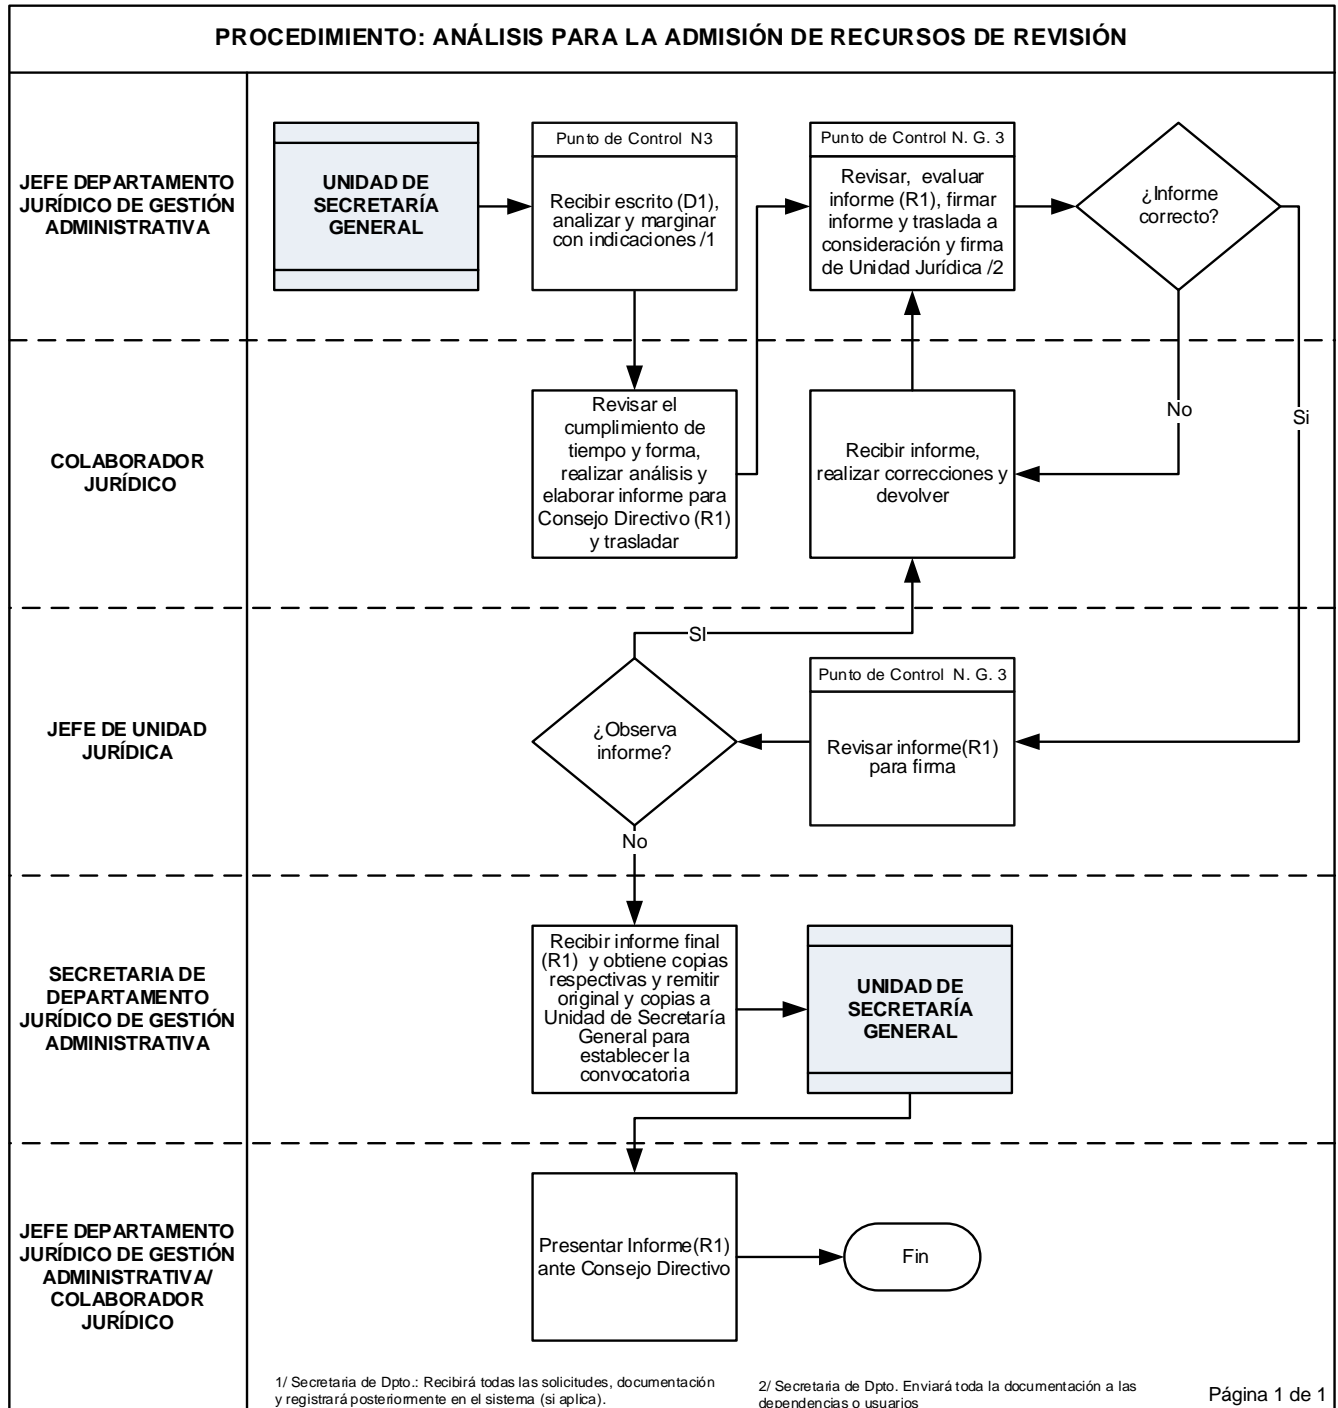 PROCEDIMIENTO: ANÁLISIS PARA LA ADMISIÓN DE RECURSOS DE REVISIÓN
JEFE DEPARTAMENTO
JURÍDICO DE GESTIÓN
ADMINISTRATIVA
UNIDAD DE
SECRETARÍA
GENERAL
Punto de Control N3
Recibir escrito (D1),
analizar y marginar
con indicaciones /1
Punto de Control N. G. 3
Revisar, evaluar
informe (R1), firmar
informe y traslada a
consideración y firma
de Unidad Jurídica /2
¿Informe
correcto?
No
Si
COLABORADOR
JURÍDICO
Revisar el
cumplimiento de
tiempo y forma,
realizar análisis y
elaborar informe para
Consejo Directivo (R1)
y trasladar
Recibir informe,
realizar correcciones y
devolver
JEFE DE UNIDAD
JURÍDICA
SI
¿Observa
informe?
No
Punto de Control N. G. 3
Revisar informe(R1)
para firma
SECRETARIA DE
DEPARTAMENTO
JURÍDICO DE GESTIÓN
ADMINISTRATIVA
Recibir informe final
(R1) y obtiene copias
respectivas y remitir
original y copias a
Unidad de Secretaría
General para
establecer la
convocatoria
UNIDAD DE
SECRETARÍA
GENERAL
JEFE DEPARTAMENTO
JURÍDICO DE GESTIÓN
ADMINISTRATIVA/
COLABORADOR
JURÍDICO
Presentar Informe(R1)
ante Consejo Directivo
Fin
1/ Secretaria de Dpto.: Recibirá todas las solicitudes, documentación
y registrará posteriormente en el sistema (si aplica).
2/ Secretaria de Dpto. Enviará toda la documentación a las
dependencias o usuarios
Página 1 de 1